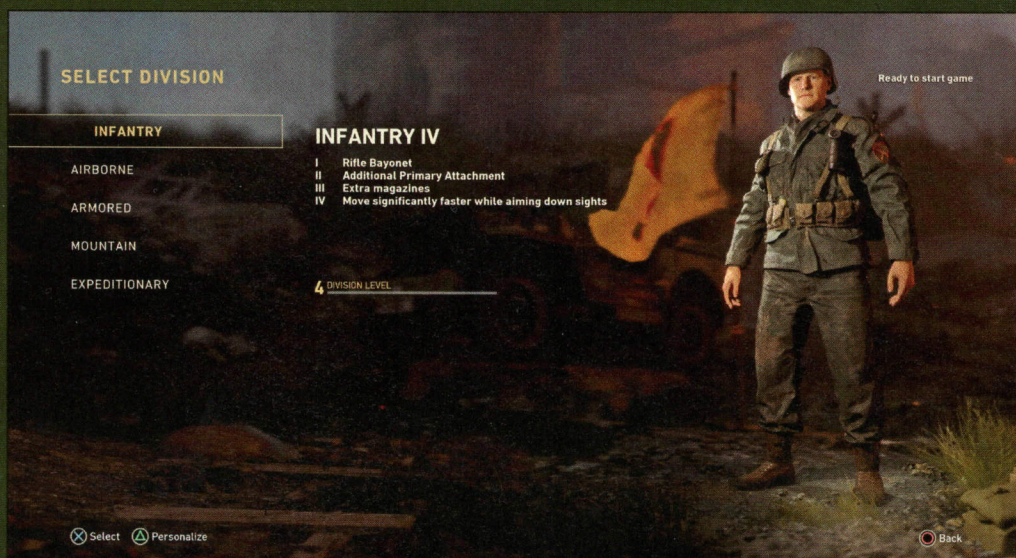 SELECT DIVISION
Ready to start game
INFANTRY
AIRBORNE
ARMORED
MOUNTAIN
EXPEDITIONARY
INFANTRY IV
I Rifle Bayonet
II Additional Primary Attachment
III Extra magazines
IV Move significantly faster while aiming down sights
4 DIVISION LEVEL
Select
Personalize
Back